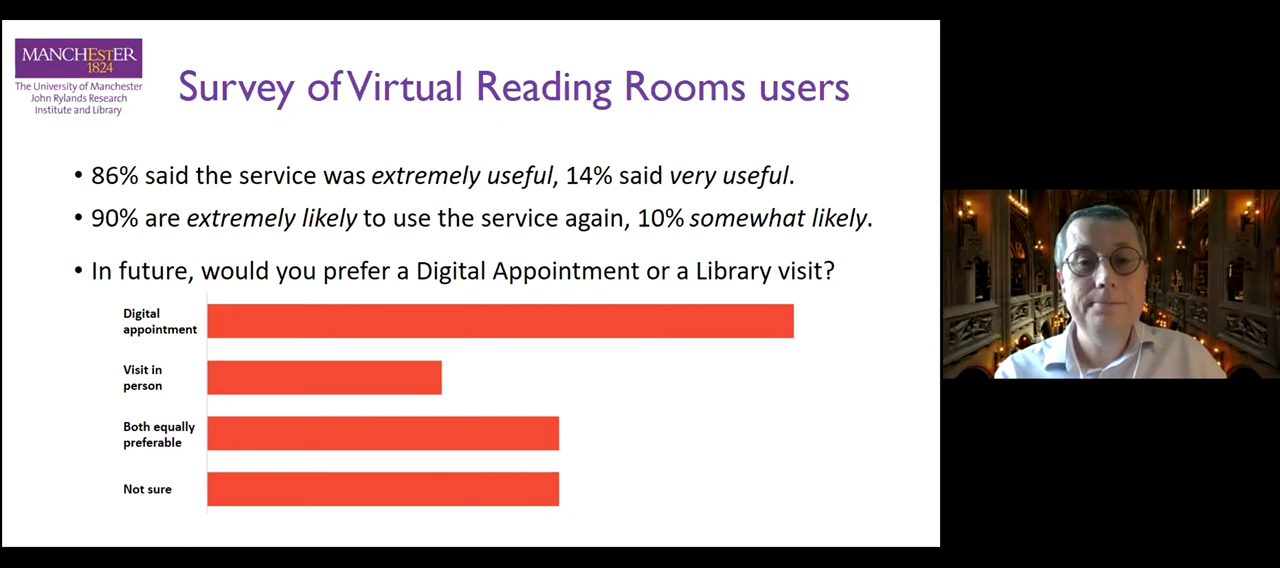 MANCHESTER
1824
The University of Manchester
John Rylands Research
Institute and Library
Survey of Virtual Reading Rooms users
• 86% said the service was extremely useful, 14% said very useful.
• 90% are extremely likely to use the service again, 10% somewhat likely.
• In future, would you prefer a Digital Appointment or a Library visit?
Digital
appointment
Visit in
person
Both equally
preferable
Not sure